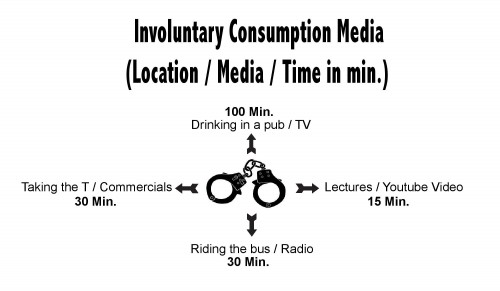 Involuntary Consumption Media
(Location / Media / Time in min.)
100 Min.
Drinking in a pub / TV
Taking the T / Commercials
30 Min.
Lectures / Youtube Video
15 Min.
Riding the bus / Radio
30 Min.